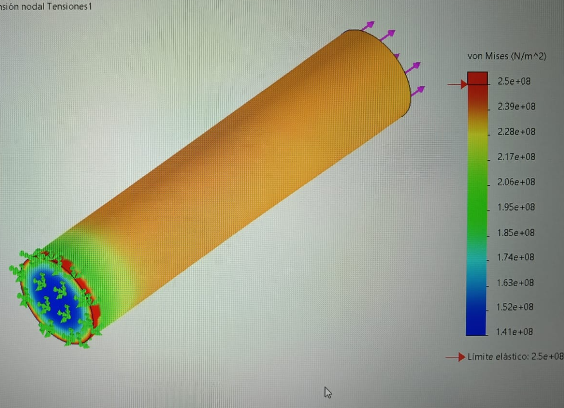 nsión nodal Tensiones1
von Mises (N/m^2)
2.5e+08
2.39e+08
2.28e+08
2.17e+08
2.06e+08
1.95e+08
1.85e+08
1.74e+08
1.63e+08
1.52e+08
1.41e+08
Límite elástico: 2.5e+08